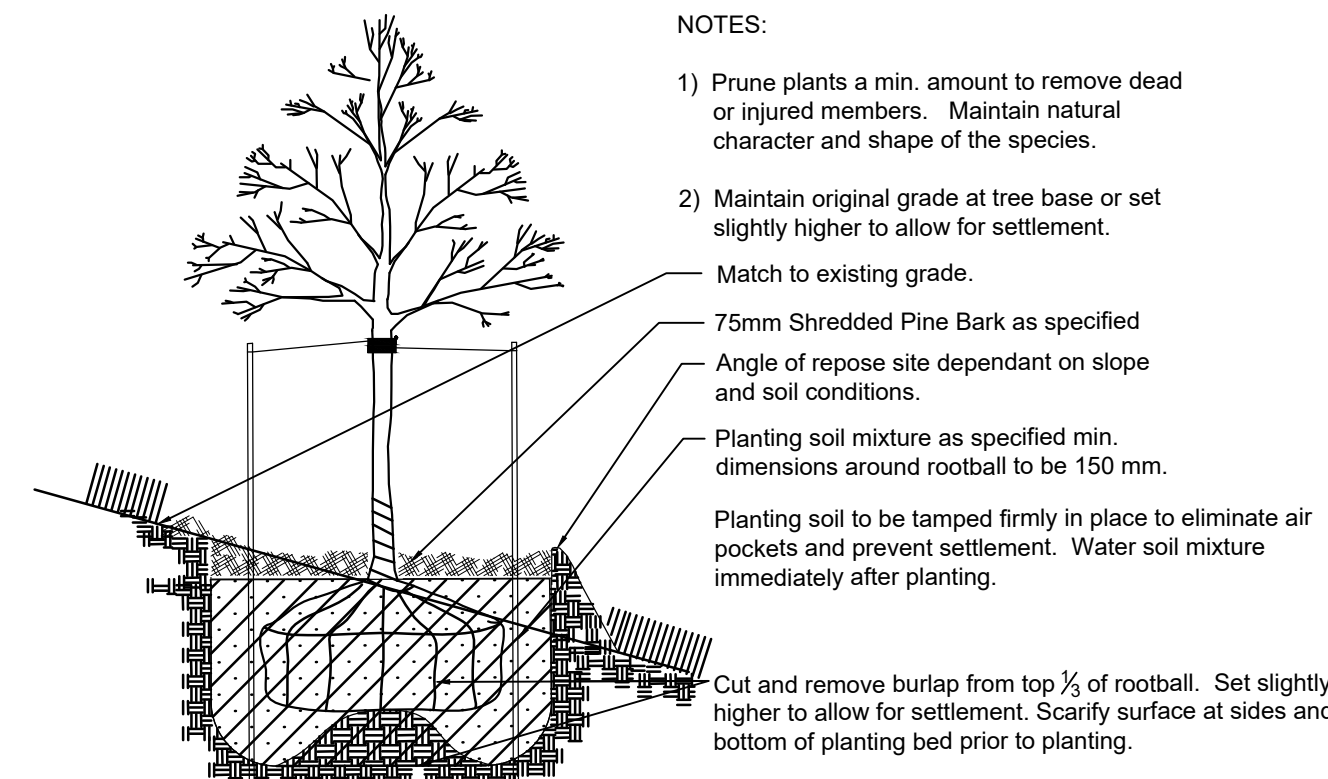 NOTES:
1) Prune plants a min. amount to remove dead
or injured members. Maintain natural
character and shape of the species.
2) Maintain original grade at tree base or set
slightly higher to allow for settlement.
Match to existing grade.
75mm Shredded Pine Bark as specified
Angle of repose site dependant on slope
and soil conditions.
Planting soil mixture as specified min.
dimensions around rootball to be 150 mm.
Planting soil to be tamped firmly in place to eliminate air
pockets and prevent settlement. Water soil mixture
immediately after planting.
Cut and remove burlap from top ⅓ of rootball. Set slightly
higher to allow for settlement. Scarify surface at sides and
bottom of planting bed prior to planting.